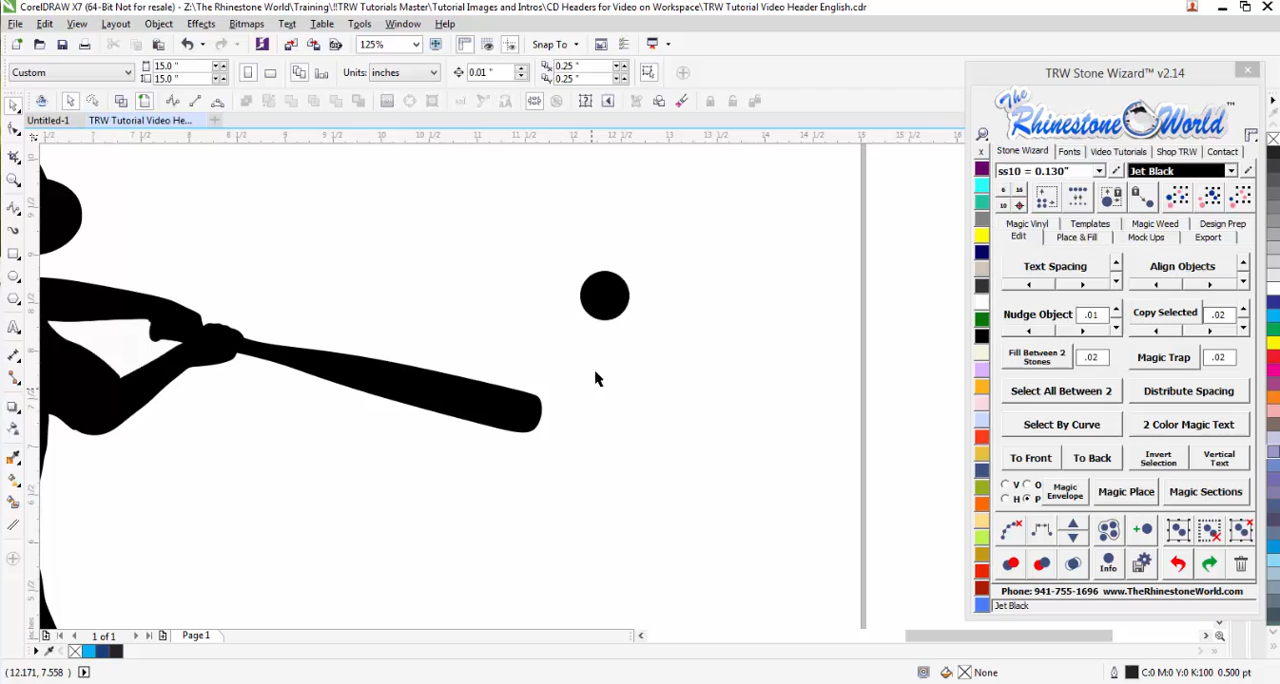 CorelDRAW X7 (64-Bit Not for resale) - Z:\The Rhinestone World\Training\!!TRW Tutorials Master\Tutorial Images and Intros\CD Headers for Video on Workspace\TRW Tutorial Video Header English.cdr
File Edit View Layout Object Effects Bitmaps Text Table Tools Window Help
125% Snap To
Custom 15.0 " 15.0 " Units: inches 0.01 " 0.25 " 0.25 "
Untitled-1 TRW Tutorial Video He...
TRW Stone Wizard™ v2.14
The Rhinestone World™
Stone Wizard Fonts Video Tutorials Shop TRW Contact
ss10 = 0.130" Jet Black
Magic Vinyl Templates Magic Weed Design Prep
Edit Place & Fill Mock Ups Export
Text Spacing Align Objects
Nudge Object .01 Copy Selected .02
Fill Between 2 Stones .02 Magic Trap .02
Select All Between 2 Distribute Spacing
Select By Curve 2 Color Magic Text
To Front To Back Invert Selection Vertical Text
V O H P Magic Envelope Magic Place Magic Sections
Info
Phone: 941-755-1696 www.TheRhinestoneWorld.com
Jet Black
1 of 1 Page 1
(12.171, 7.558) None C:0 M:0 Y:0 K:100 0.500 pt